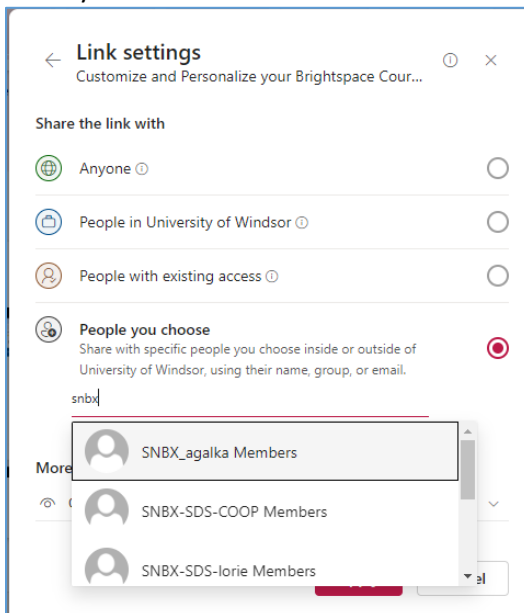 Link settings
Customize and Personalize your Brightspace Cour...
Share the link with
Anyone
People in University of Windsor
People with existing access
People you choose
Share with specific people you choose inside or outside of
University of Windsor, using their name, group, or email.
snbx
SNBX_agalka Members
More
SNBX-SDS-COOP Members
SNBX-SDS-lorie Members